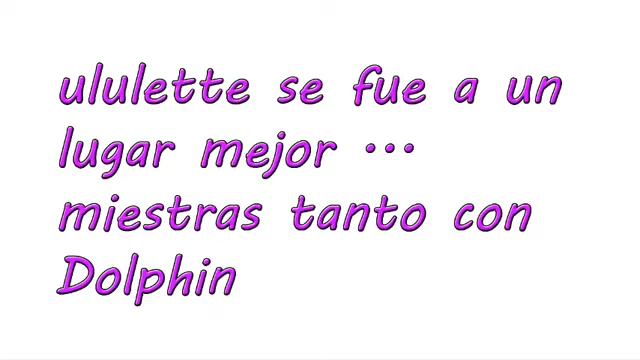 ululette se fue a un
lugar mejor ...
miestras tanto con
Dolphin